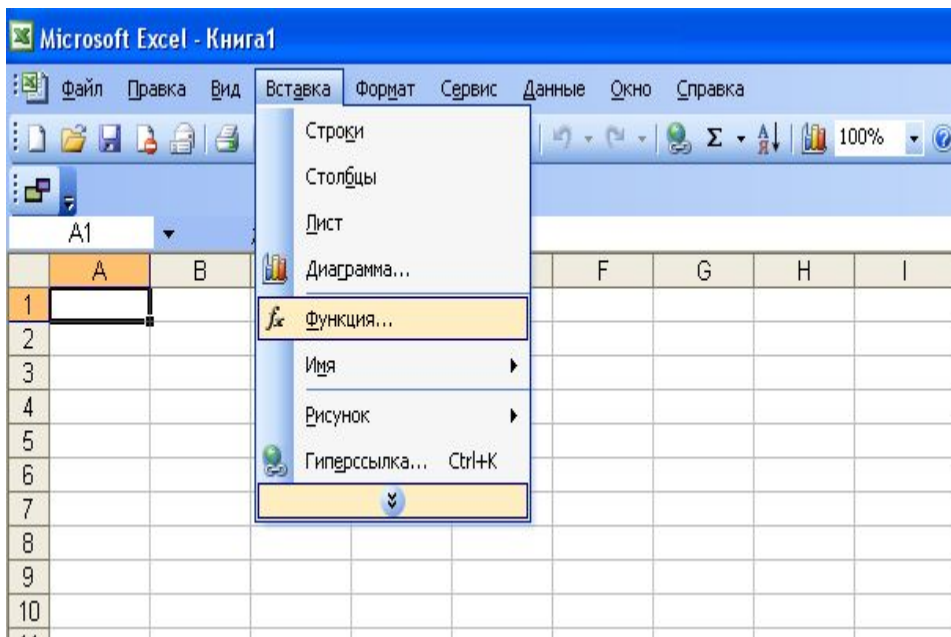 Microsoft Excel - Книга1
Файл Правка Вид Вставка Формат Сервис Данные Окно Справка
Σ А Я 100%
A1
Строки
Столбцы
Лист
Диаграмма...
fx Функция...
Имя
Рисунок
Гиперссылка... Ctrl+K
A B F G H I
1
2
3
4
5
6
7
8
9
10